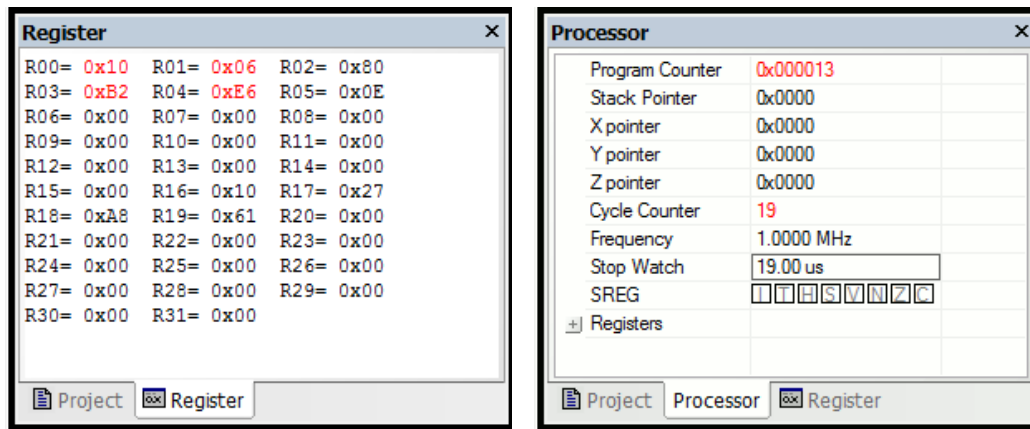 Register
R00= 0x10 R01= 0x06 R02= 0x80
R03= 0xB2 R04= 0xE6 R05= 0x0E
R06= 0x00 R07= 0x00 R08= 0x00
R09= 0x00 R10= 0x00 R11= 0x00
R12= 0x00 R13= 0x00 R14= 0x00
R15= 0x00 R16= 0x10 R17= 0x27
R18= 0xA8 R19= 0x61 R20= 0x00
R21= 0x00 R22= 0x00 R23= 0x00
R24= 0x00 R25= 0x00 R26= 0x00
R27= 0x00 R28= 0x00 R29= 0x00
R30= 0x00 R31= 0x00
Project Register
Processor
Program Counter 0x000013
Stack Pointer 0x0000
X pointer 0x0000
Y pointer 0x0000
Z pointer 0x0000
Cycle Counter 19
Frequency 1.0000 MHz
Stop Watch 19.00 us
SREG I T H S V N Z C
Registers
Project Processor Register